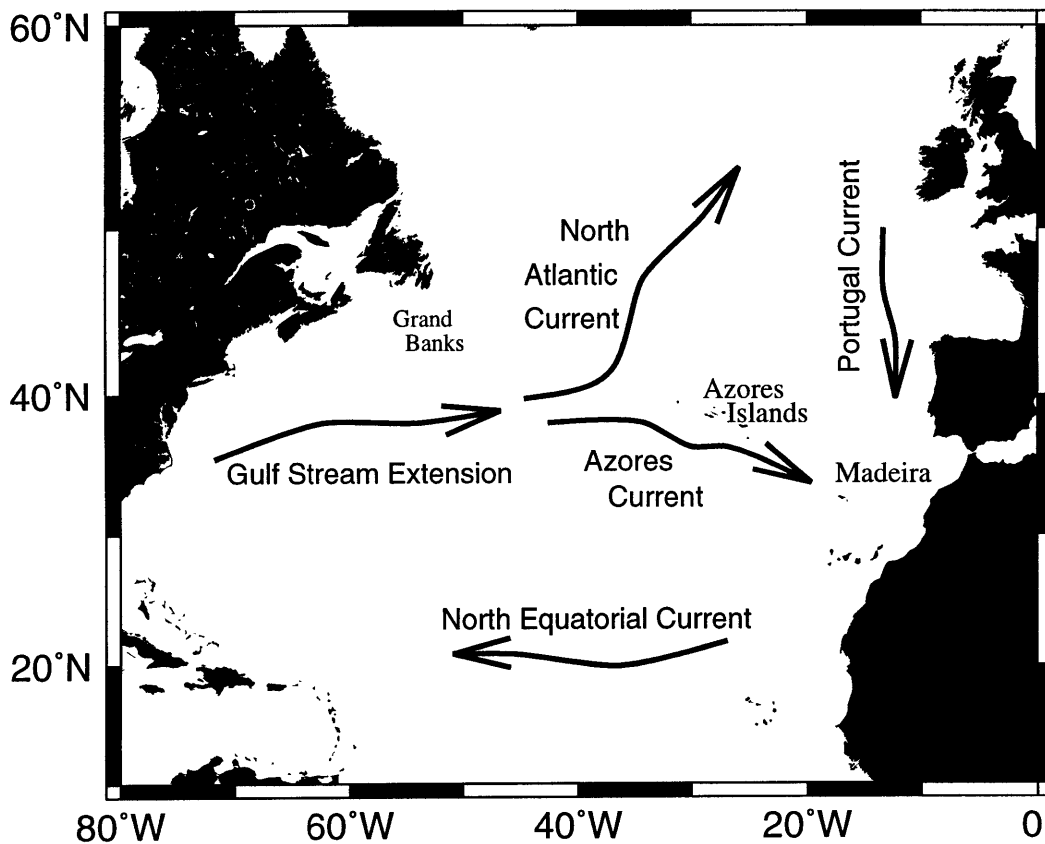 60°N
North
Atlantic
Current
Portugal Current
Grand
Banks
40°N
Azores
Islands
Gulf Stream Extension
Azores
Current
Madeira
North Equatorial Current
20°N
80°W
60°W
40°W
20°W
0